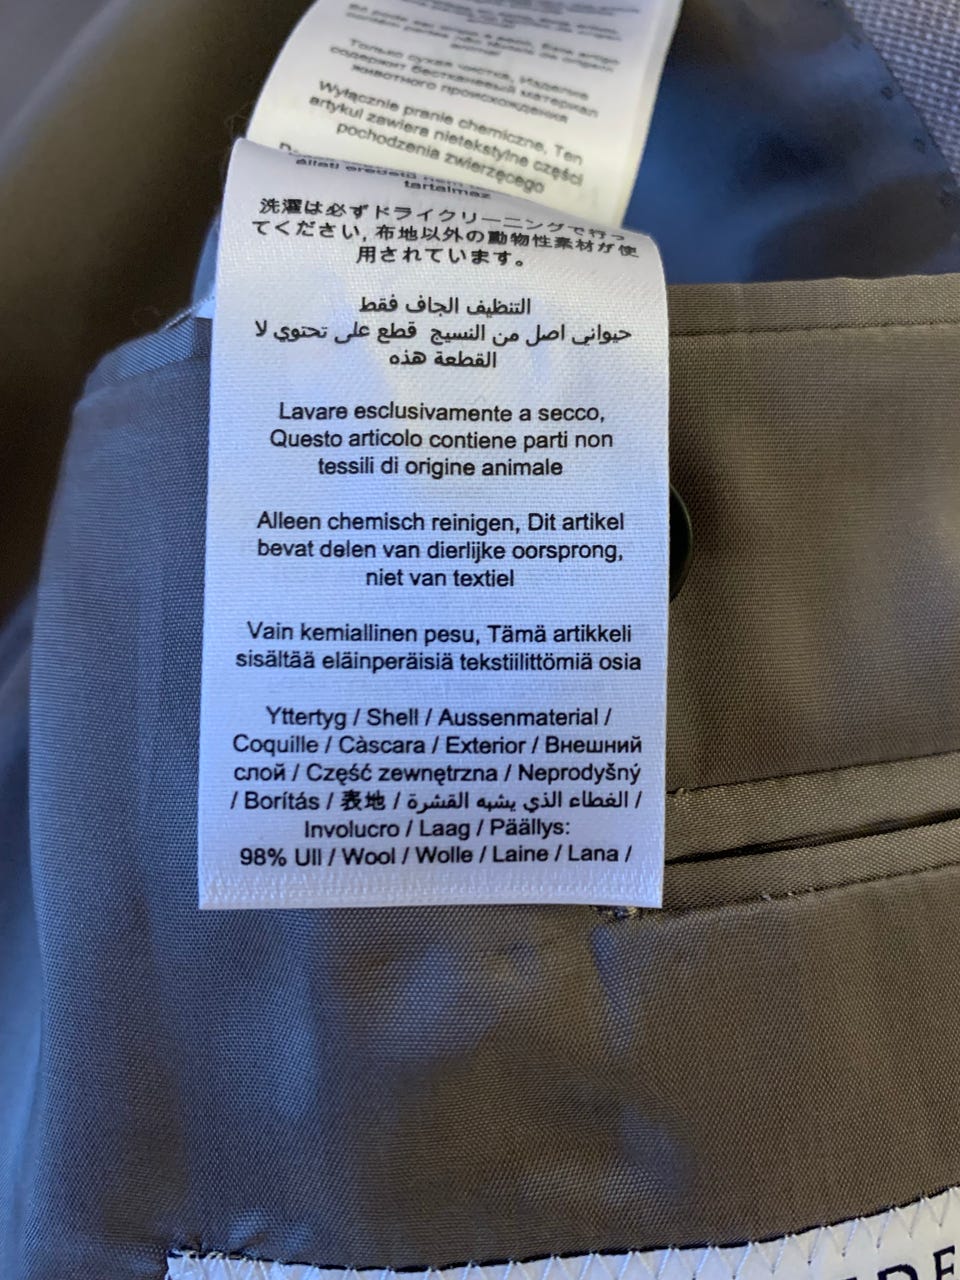 Только сухая чистка, Изделие
содержит бестканевый материал
животного происхождения
Wyłącznie pranie chemiczne, Ten
artykuł zawiera nietekstylne części
pochodzenia zwierzęcego
állati eredetű nem
tartalmaz
洗濯は必ずドライクリーニングで行っ
てください, 布地以外の動物性素材が使
用されています。
التنظيف الجاف فقط
حيواني اصل من النسيج قطع على تحتوي لا
القطعة هذه
Lavare esclusivamente a secco,
Questo articolo contiene parti non
tessili di origine animale
Alleen chemisch reinigen, Dit artikel
bevat delen van dierlijke oorsprong,
niet van textiel
Vain kemiallinen pesu, Tämä artikkeli
sisältää eläinperäisiä tekstiilittömiä osia
Yttertyg / Shell / Aussenmaterial /
Coquille / Càscara / Exterior / Внешний
слой / Część zewnętrzna / Neprodyšný
/ Borítás / 表地 / الغطاء الذي يشبه القشرة /
Involucro / Laag / Päällys:
98% Ull / Wool / Wolle / Laine / Lana /